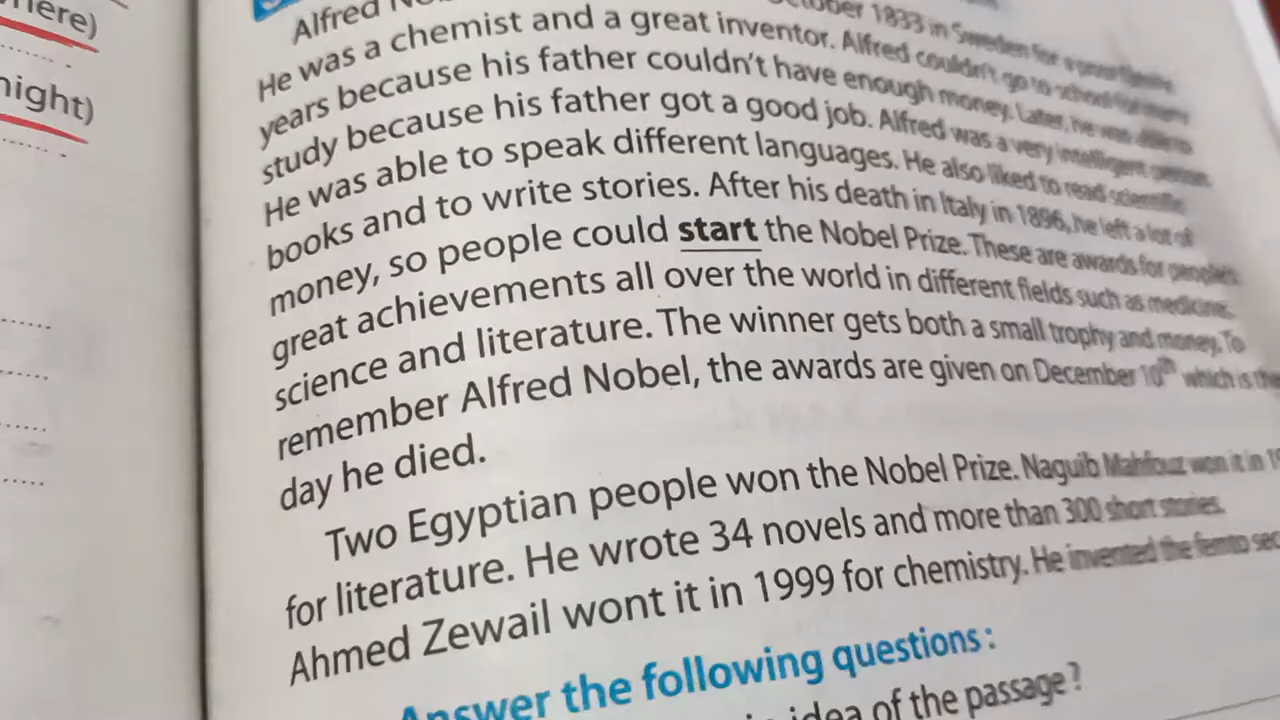 here)
night)
Alfred October 1833 in Sweden for a poor family.
He was a chemist and a great inventor. Alfred couldn't go to school for many
years because his father couldn't have enough money. Later, he was able to
study because his father got a good job. Alfred was a very intelligent person.
He was able to speak different languages. He also liked to read scientific
books and to write stories. After his death in Italy in 1896, he left a lot of
money, so people could start the Nobel Prize. These are awards for people's
great achievements all over the world in different fields such as medicine,
science and literature. The winner gets both a small trophy and money. To
remember Alfred Nobel, the awards are given on December 10th which is the
day he died.
Two Egyptian people won the Nobel Prize. Naguib Mahfouz won it in
for literature. He wrote 34 novels and more than 300 short stories.
Ahmed Zewail wont it in 1999 for chemistry. He invented the femto sec
Answer the following questions:
idea of the passage?